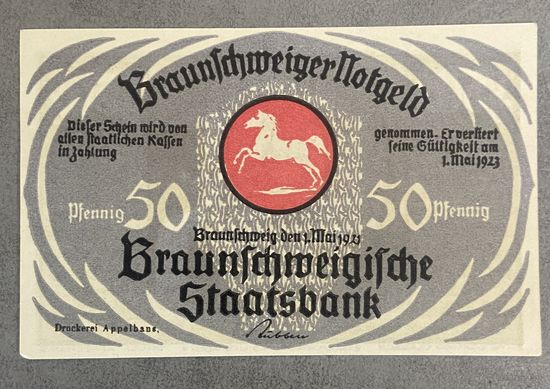 Braunschweiger Notgeld
Dieser Schein wird von
allen staatlichen Kassen
in Zahlung
genommen. Er verliert
seine Gültigkeit am
1. Mai 1923
Pfennig 50
50 Pfennig
Braunschweig, den 1. Mai 1921
Braunschweigische
Staatsbank
Druckerei Appelhans.